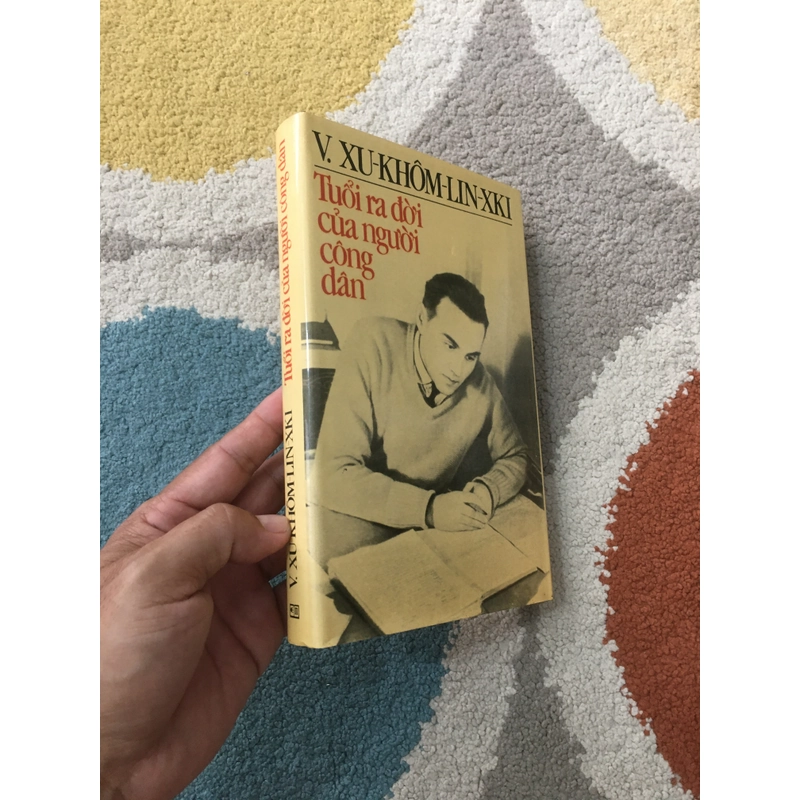 V. XU-KHÔM-LIN-XKI
Tuổi ra đời
của người
công
dân
V. XU-KHÔM-LIN-XKI Tuổi ra đời của người công dân